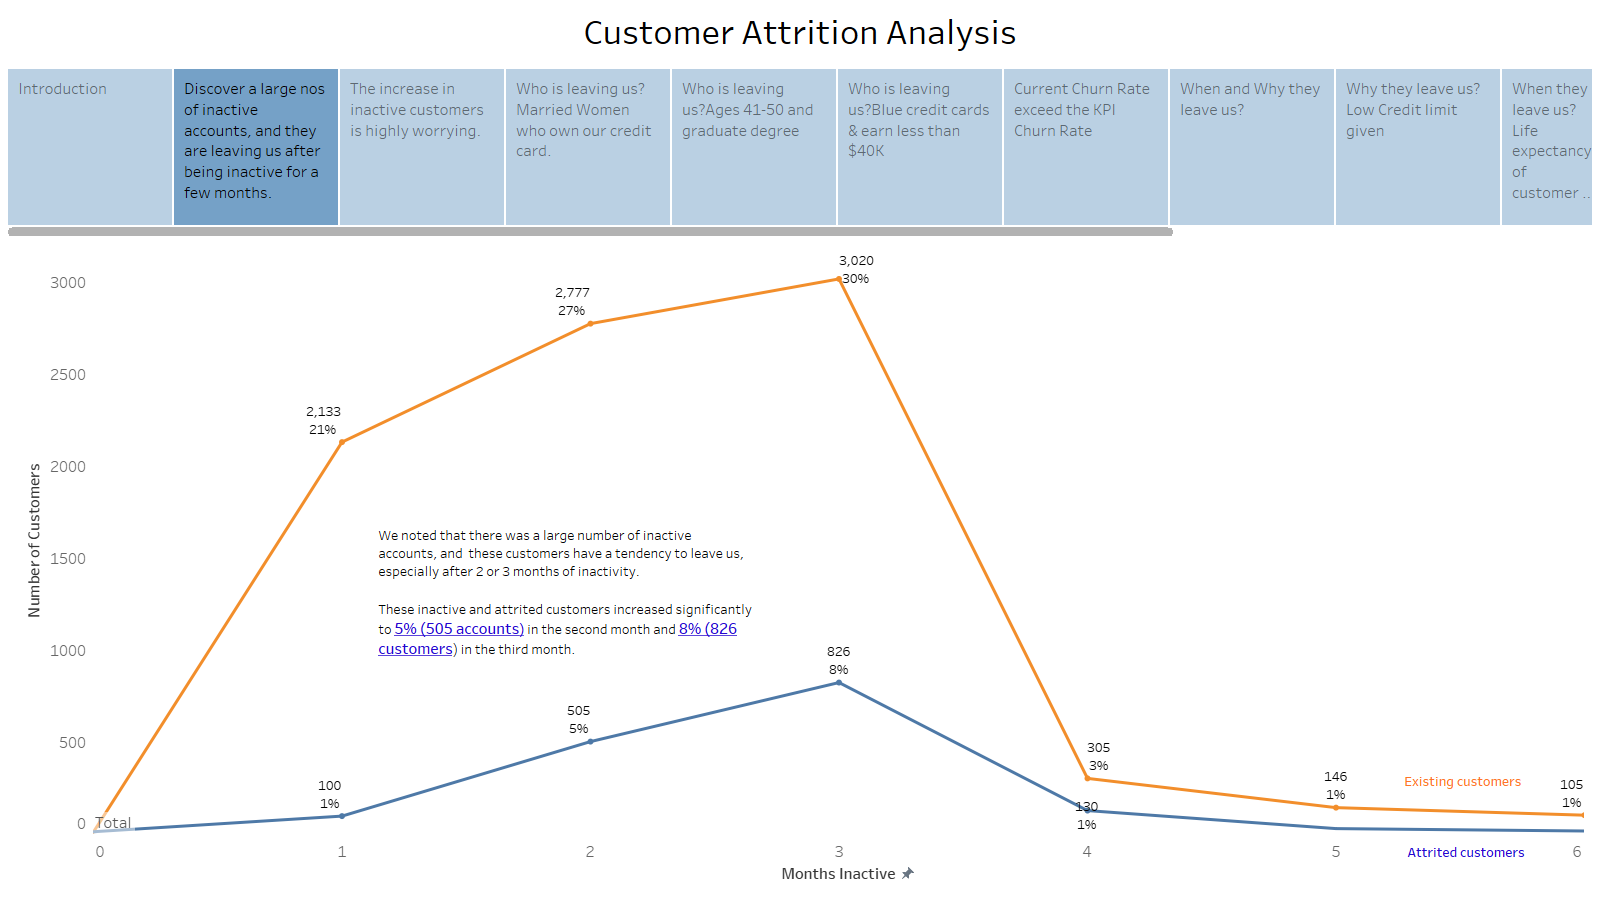 Customer Attrition Analysis
Introduction
Discover a large nos
of inactive
accounts, and they
are leaving us after
being inactive for a
few months.
The increase in
inactive customers
is highly worrying.
Who is leaving us?
Married Women
who own our credit
card.
Who is leaving
us?Ages 41-50 and
graduate degree
Who is leaving
us?Blue credit cards
& earn less than
$40K
Current Churn Rate
exceed the KPI
Churn Rate
When and Why they
leave us?
Why they leave us?
Low Credit limit
given
When they
leave us?
Life
expectancy
of
customer ..
3000
2500
2000
1500
1000
500
0
Number of Customers
3,020
30%
2,777
27%
2,133
21%
We noted that there was a large number of inactive
accounts, and  these customers have a tendency to leave us,
especially after 2 or 3 months of inactivity.
These inactive and attrited customers increased significantly
to 5% (505 accounts) in the second month and 8% (826
customers) in the third month.
826
8%
505
5%
100
1%
305
3%
130
1%
146
1%
Existing customers
105
1%
Total
0
1
2
3
4
5
Attrited customers
6
Months Inactive